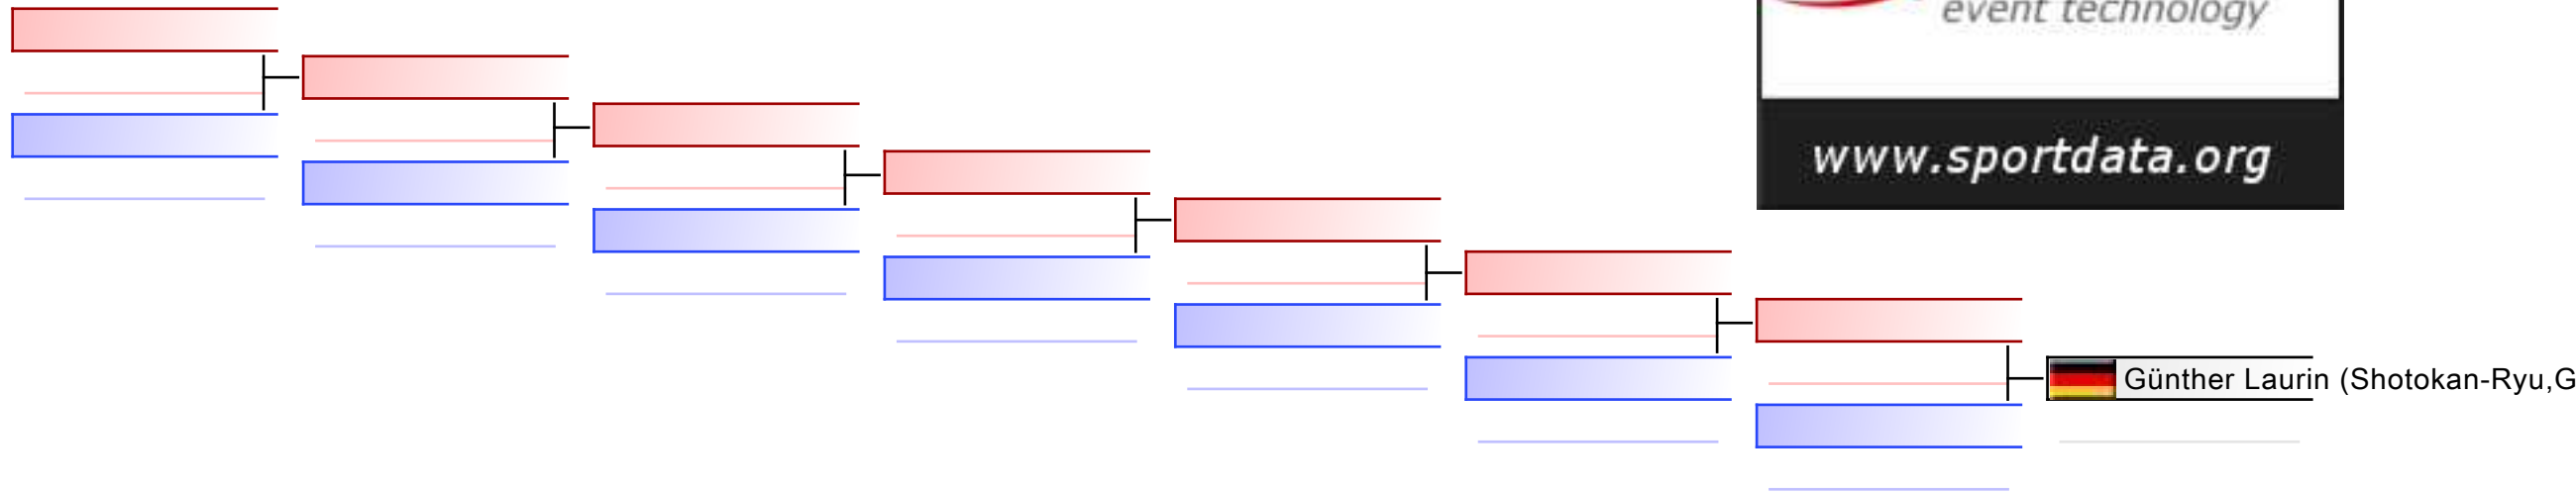 event technology
www.sportdata.org
Günther Laurin (Shotokan-Ryu,G